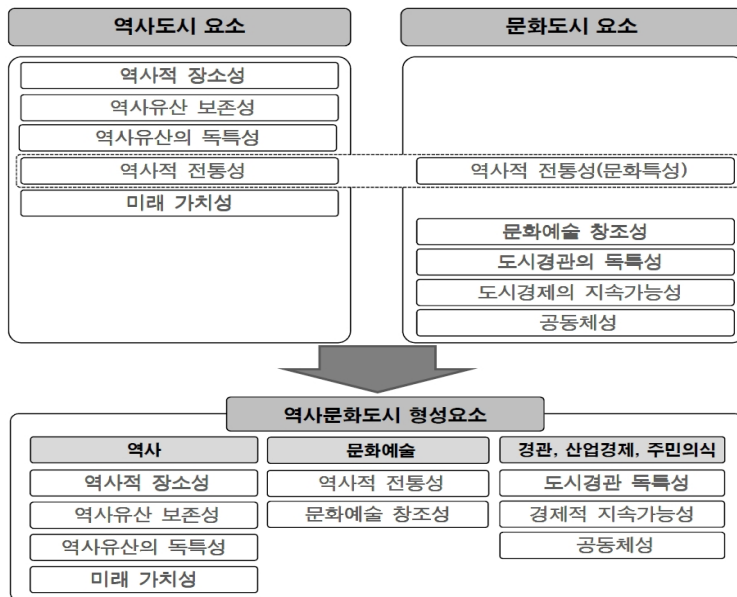 역사도시 요소
역사적 장소성
역사유산 보존성
역사유산의 독특성
역사적 전통성
미래 가치성
문화도시 요소
역사적 전통성(문화특성)
문화예술 창조성
도시경관의 독특성
도시경제의 지속가능성
공동체성
역사문화도시 형성요소
역사
역사적 장소성
역사유산 보존성
역사유산의 독특성
미래 가치성
문화예술
역사적 전통성
문화예술 창조성
경관, 산업경제, 주민의식
도시경관 독특성
경제적 지속가능성
공동체성